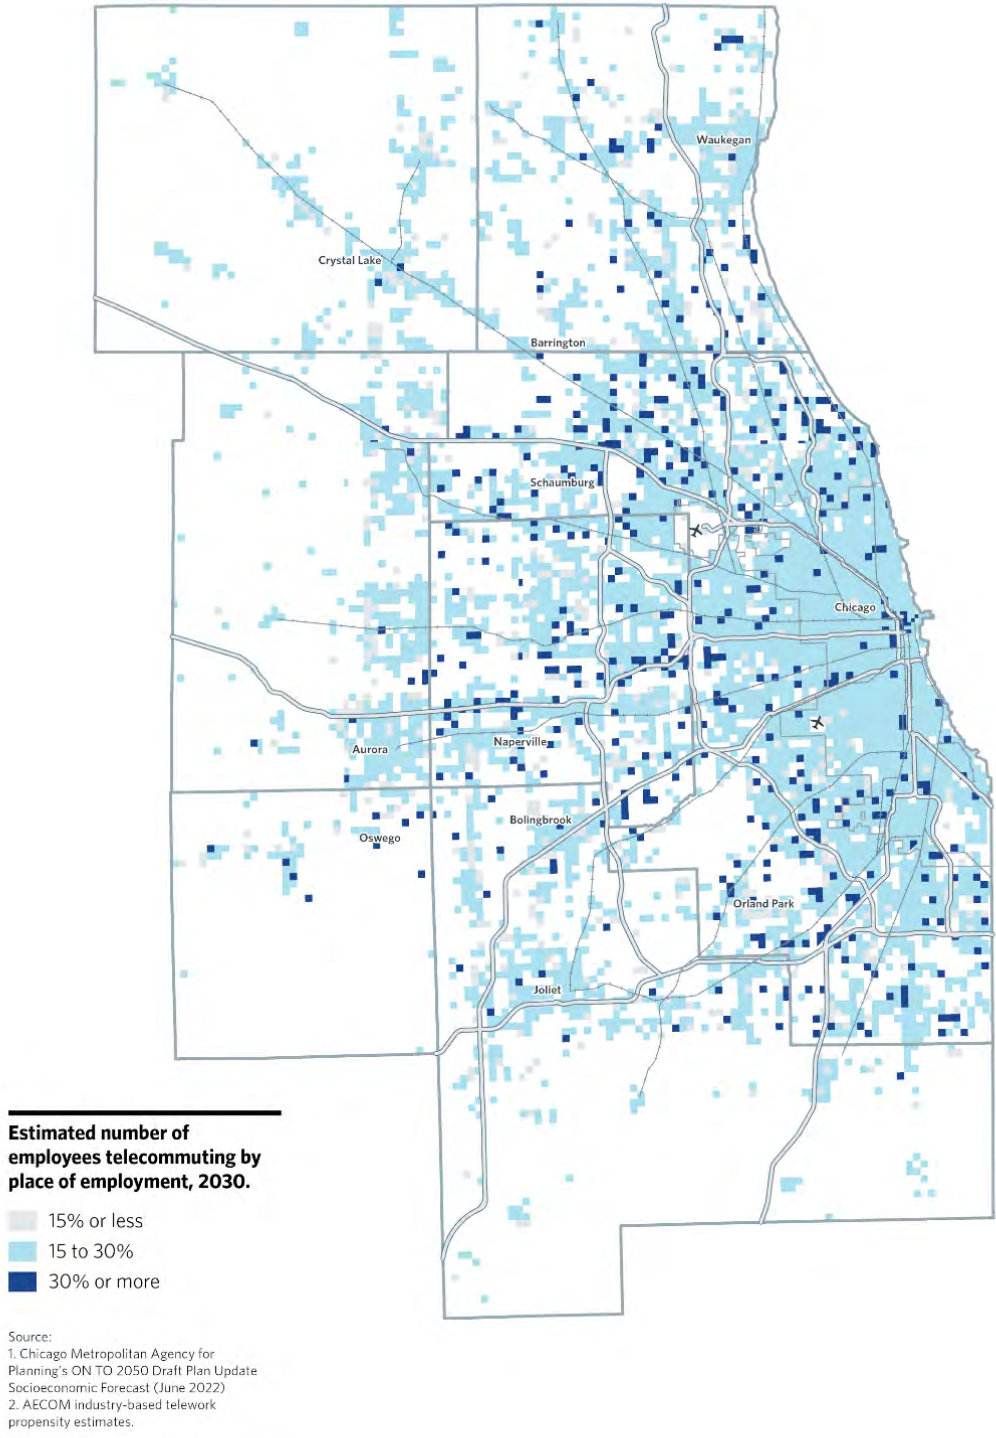 Waukegan
Crystal Lake
Barrington
Schaumburg
Chicago
Aurora
Naperville
Bolingbrook
Oswego
Orland Park
Joliet
Estimated number of
employees telecommuting by
place of employment, 2030.
15% or less
15 to 30%
30% or more
Source:
1. Chicago Metropolitan Agency for
Planning's ON TO 2050 Draft Plan Update
Socioeconomic Forecast (June 2022)
2. AECOM industry-based telework
propensity estimates.